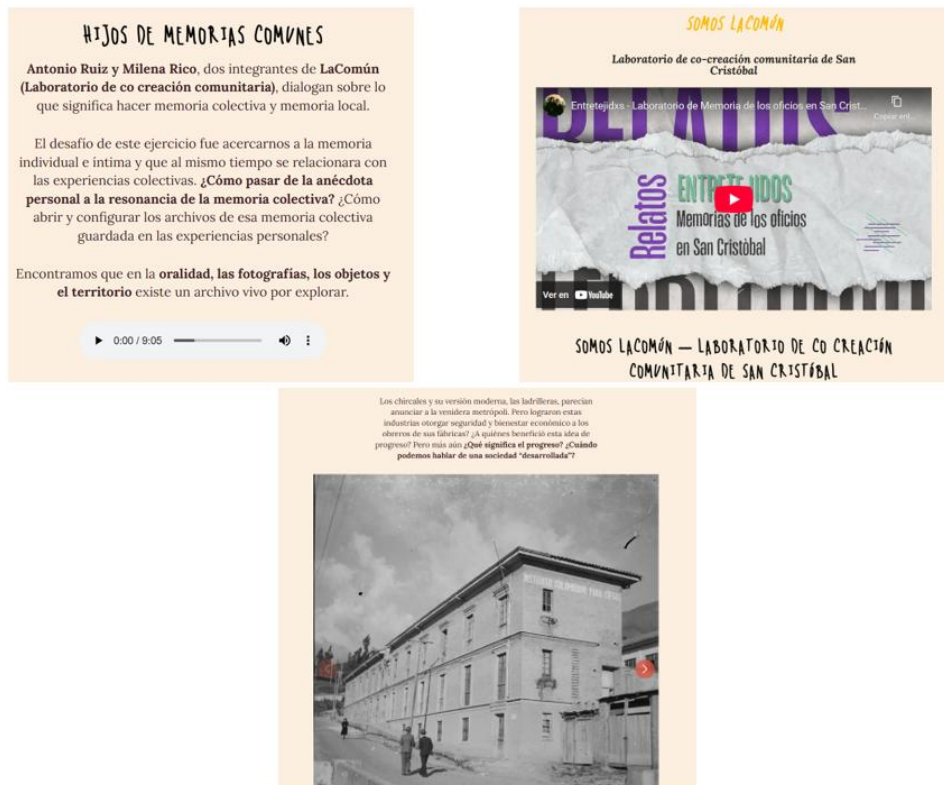 HIJOS DE MEMORIAS COMUNES
Antonio Ruiz y Milena Rico, dos integrantes de LaComún
(Laboratorio de co creación comunitaria), dialogan sobre lo
que significa hacer memoria colectiva y memoria local.
El desafío de este ejercicio fue acercarnos a la memoria
individual e íntima y que al mismo tiempo se relacionara con
las experiencias colectivas. ¿Cómo pasar de la anécdota
personal a la resonancia de la memoria colectiva? ¿Cómo
abrir y configurar los archivos de esa memoria colectiva
guardada en las experiencias personales?
Encontramos que en la oralidad, las fotografías, los objetos y
el territorio existe un archivo vivo por explorar.
0:00 / 9:05
SOMOS LACOMÚN
Laboratorio de co-creación comunitaria de San
Cristóbal
Entretejidxs - Laboratorio de Memoria de los oficios en San Crist...
Copiar enl...
RELATOS
Relatos
ENTRETEJIDOS
Memorias de los oficios
en San Cristòbal
Ver en YouTube
SOMOS LACOMÚN — LABORATORIO DE CO CREACIÓN
COMUNITARIA DE SAN CRISTÓBAL
Los chircales y su versión moderna, las ladrilleras, parecían
anunciar a la venidera metrópoli. Pero lograron estas
industrias otorgar seguridad y bienestar económico a los
obreros de sus fábricas? ¿A quiénes benefició esta idea de
progreso? Pero más aún ¿Qué significa el progreso? ¿Cuándo
podemos hablar de una sociedad “desarrollada”?
INSTITUTO COLOMBIANO PARA CIEGOS